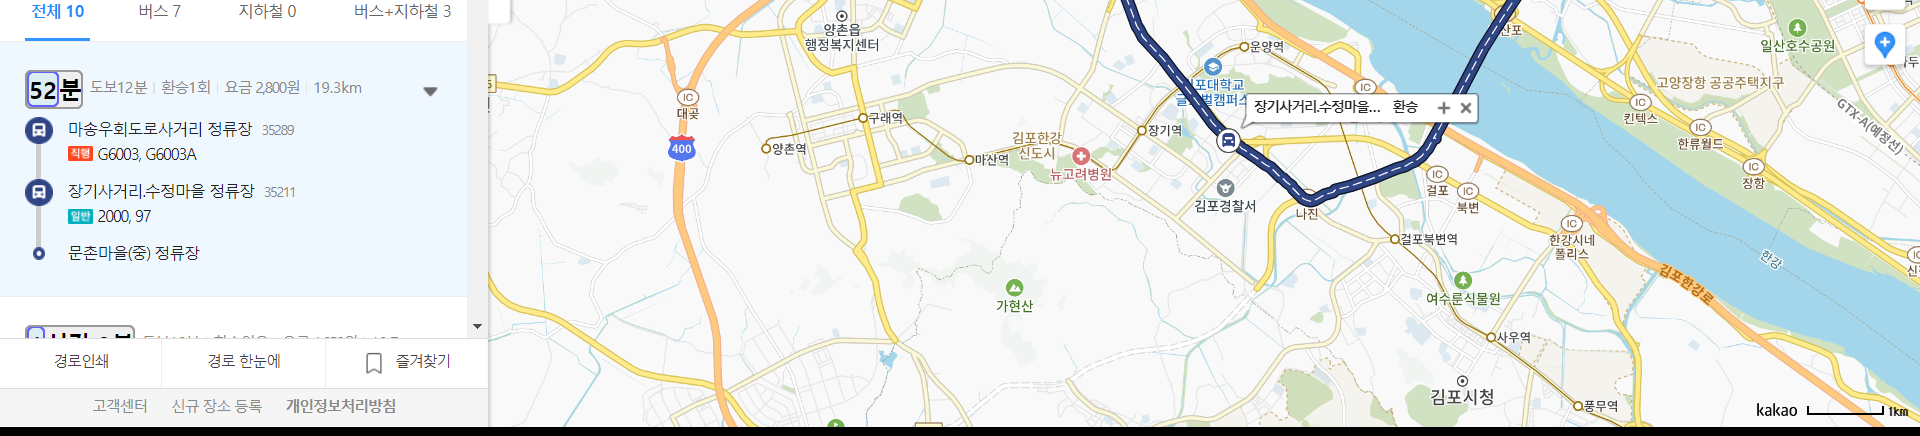 전체 10
버스 7
지하철 0
버스+지하철 3
52분 도보12분 환승1회 요금 2,800원 19.3km
마송우회도로사거리 정류장 35289
직행 G6003, G6003A
장기사거리.수정마을 정류장 35211
일반 2000, 97
문촌마을(중) 정류장
경로인쇄
경로 한눈에
즐겨찾기
고객센터
신규 장소 등록
개인정보처리방침
양촌읍
행정복지센터
IC
대곶
400
양촌역
구래역
마산역
김포한강
신도시
뉴고려병원
장기역
운양역
장기사거리.수정마을... 환승
김포경찰서
나진
IC
IC
걸포
IC
북변
걸포북변역
IC
한강시네
폴리스
김포한강로
한강
여수룬식물원
사우역
김포시청
풍무역
가현산
일산호수공원
고양장항 공공주택지구
IC
킨텍스
IC
한류월드
IC
장항
GTX-A(예정선)
IC
kakao
1km